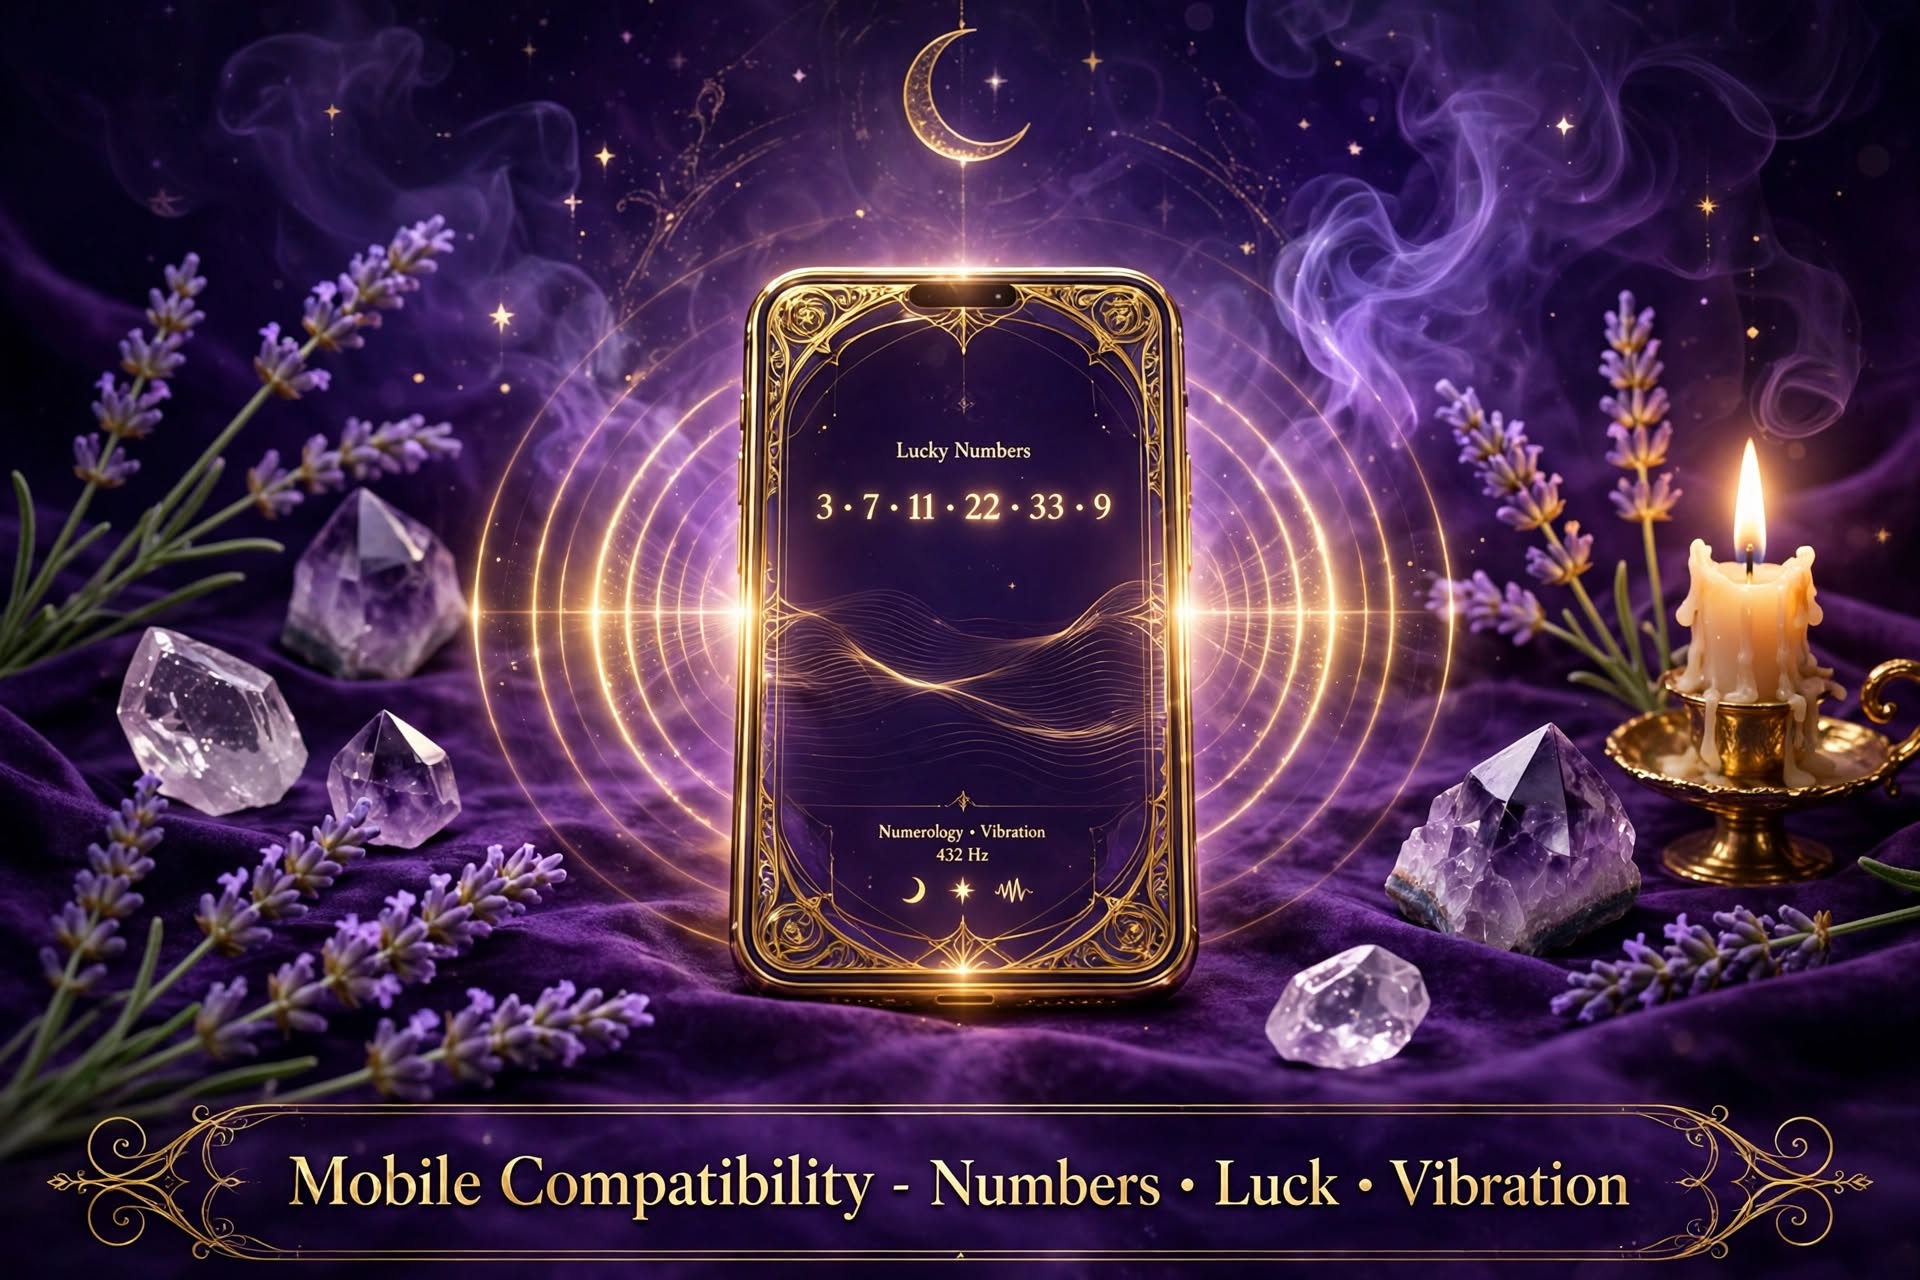 Lucky Numbers
3 • 7 • 11 • 22 • 33 • 9
Numerology • Vibration
432 Hz
Mobile Compatibility - Numbers • Luck • Vibration